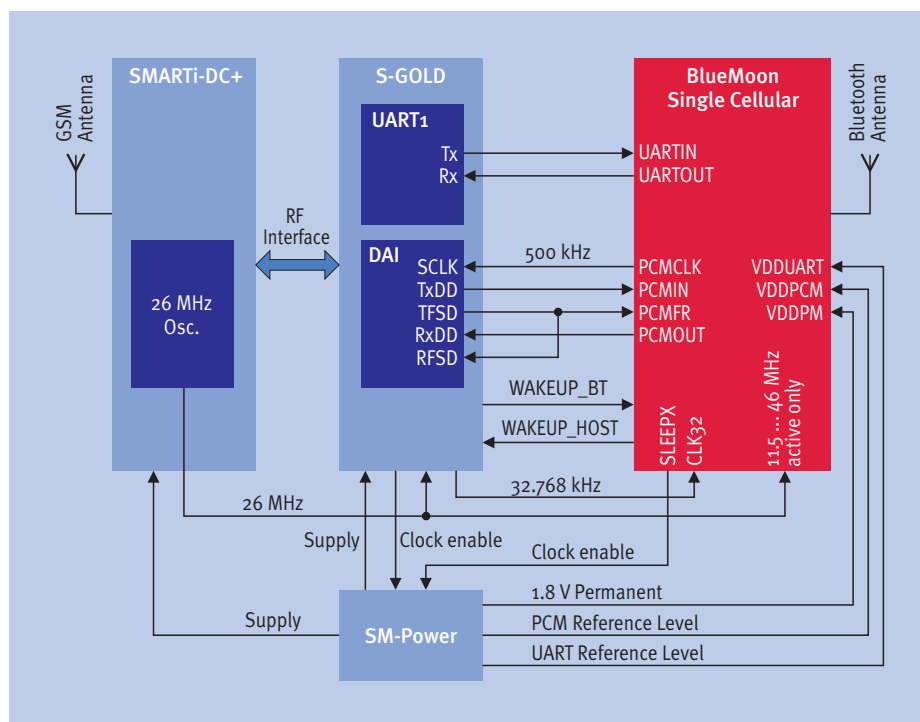 SMARTi-DC+
S-GOLD
BlueMoon
Single Cellular
GSM
Antenna
Bluetooth
Antenna
UART1
Tx
Rx
UARTIN
UARTOUT
RF
Interface
DAI
SCLK
TxDD
TFSD
RxDD
RFSD
500 kHz
PCMCLK
PCMIN
PCMFR
PCMOUT
VDDUART
VDDPCM
VDDPM
26 MHz
Osc.
WAKEUP_BT
WAKEUP_HOST
SLEEPX
CLK32
11.5 ... 46 MHz
active only
32.768 kHz
26 MHz
Supply
Clock enable
Clock enable
Supply
SM-Power
1.8 V Permanent
PCM Reference Level
UART Reference Level